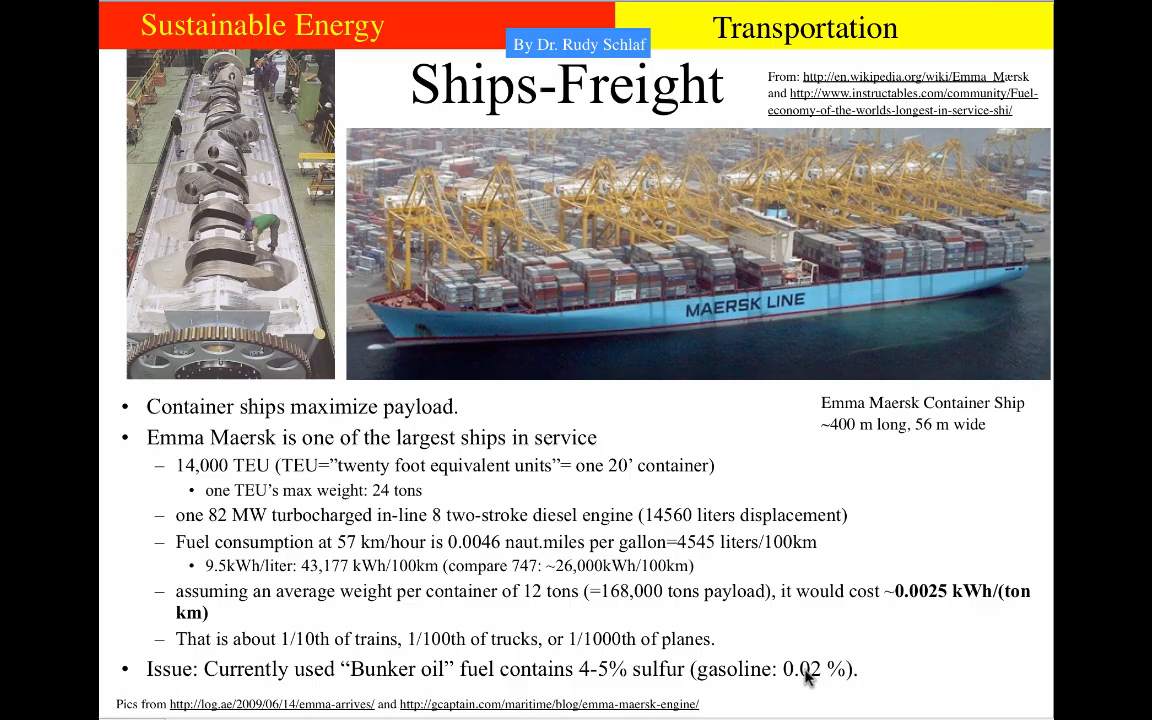 Sustainable Energy
Transportation
By Dr. Rudy Schlaf
Ships-Freight
From: http://en.wikipedia.org/wiki/Emma_Mærsk
and http://www.instructables.com/community/Fuel-
economy-of-the-worlds-longest-in-service-shi/
MAERSK LINE
• Container ships maximize payload.
Emma Maersk Container Ship
~400 m long, 56 m wide
• Emma Maersk is one of the largest ships in service
– 14,000 TEU (TEU=”twenty foot equivalent units”= one 20’ container)
• one TEU’s max weight: 24 tons
– one 82 MW turbocharged in-line 8 two-stroke diesel engine (14560 liters displacement)
– Fuel consumption at 57 km/hour is 0.0046 naut.miles per gallon=4545 liters/100km
• 9.5kWh/liter: 43,177 kWh/100km (compare 747: ~26,000kWh/100km)
– assuming an average weight per container of 12 tons (=168,000 tons payload), it would cost ~0.0025 kWh/(ton
km)
– That is about 1/10th of trains, 1/100th of trucks, or 1/1000th of planes.
• Issue: Currently used “Bunker oil” fuel contains 4-5% sulfur (gasoline: 0.02 %).
Pics from http://log.ae/2009/06/14/emma-arrives/ and http://gcaptain.com/maritime/blog/emma-maersk-engine/